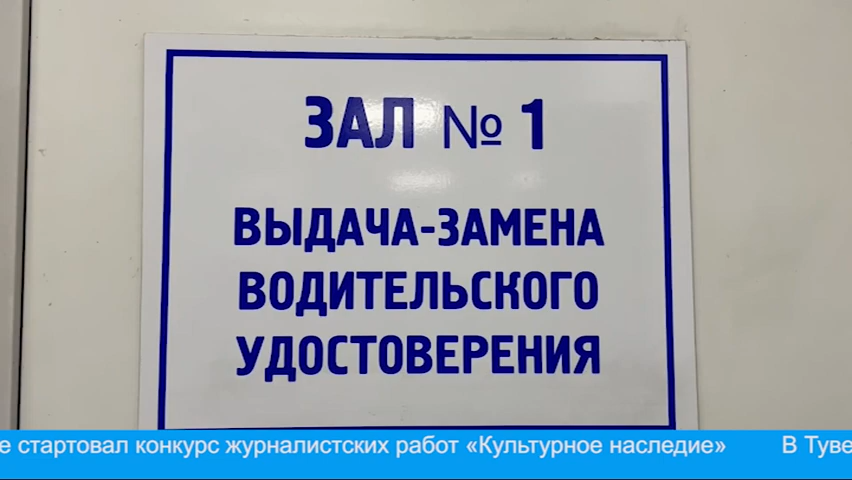 ЗАЛ № 1
ВЫДАЧА-ЗАМЕНА
ВОДИТЕЛЬСКОГО
УДОСТОВЕРЕНИЯ
е стартовал конкурс журналистских работ «Культурное наследие» В Туве